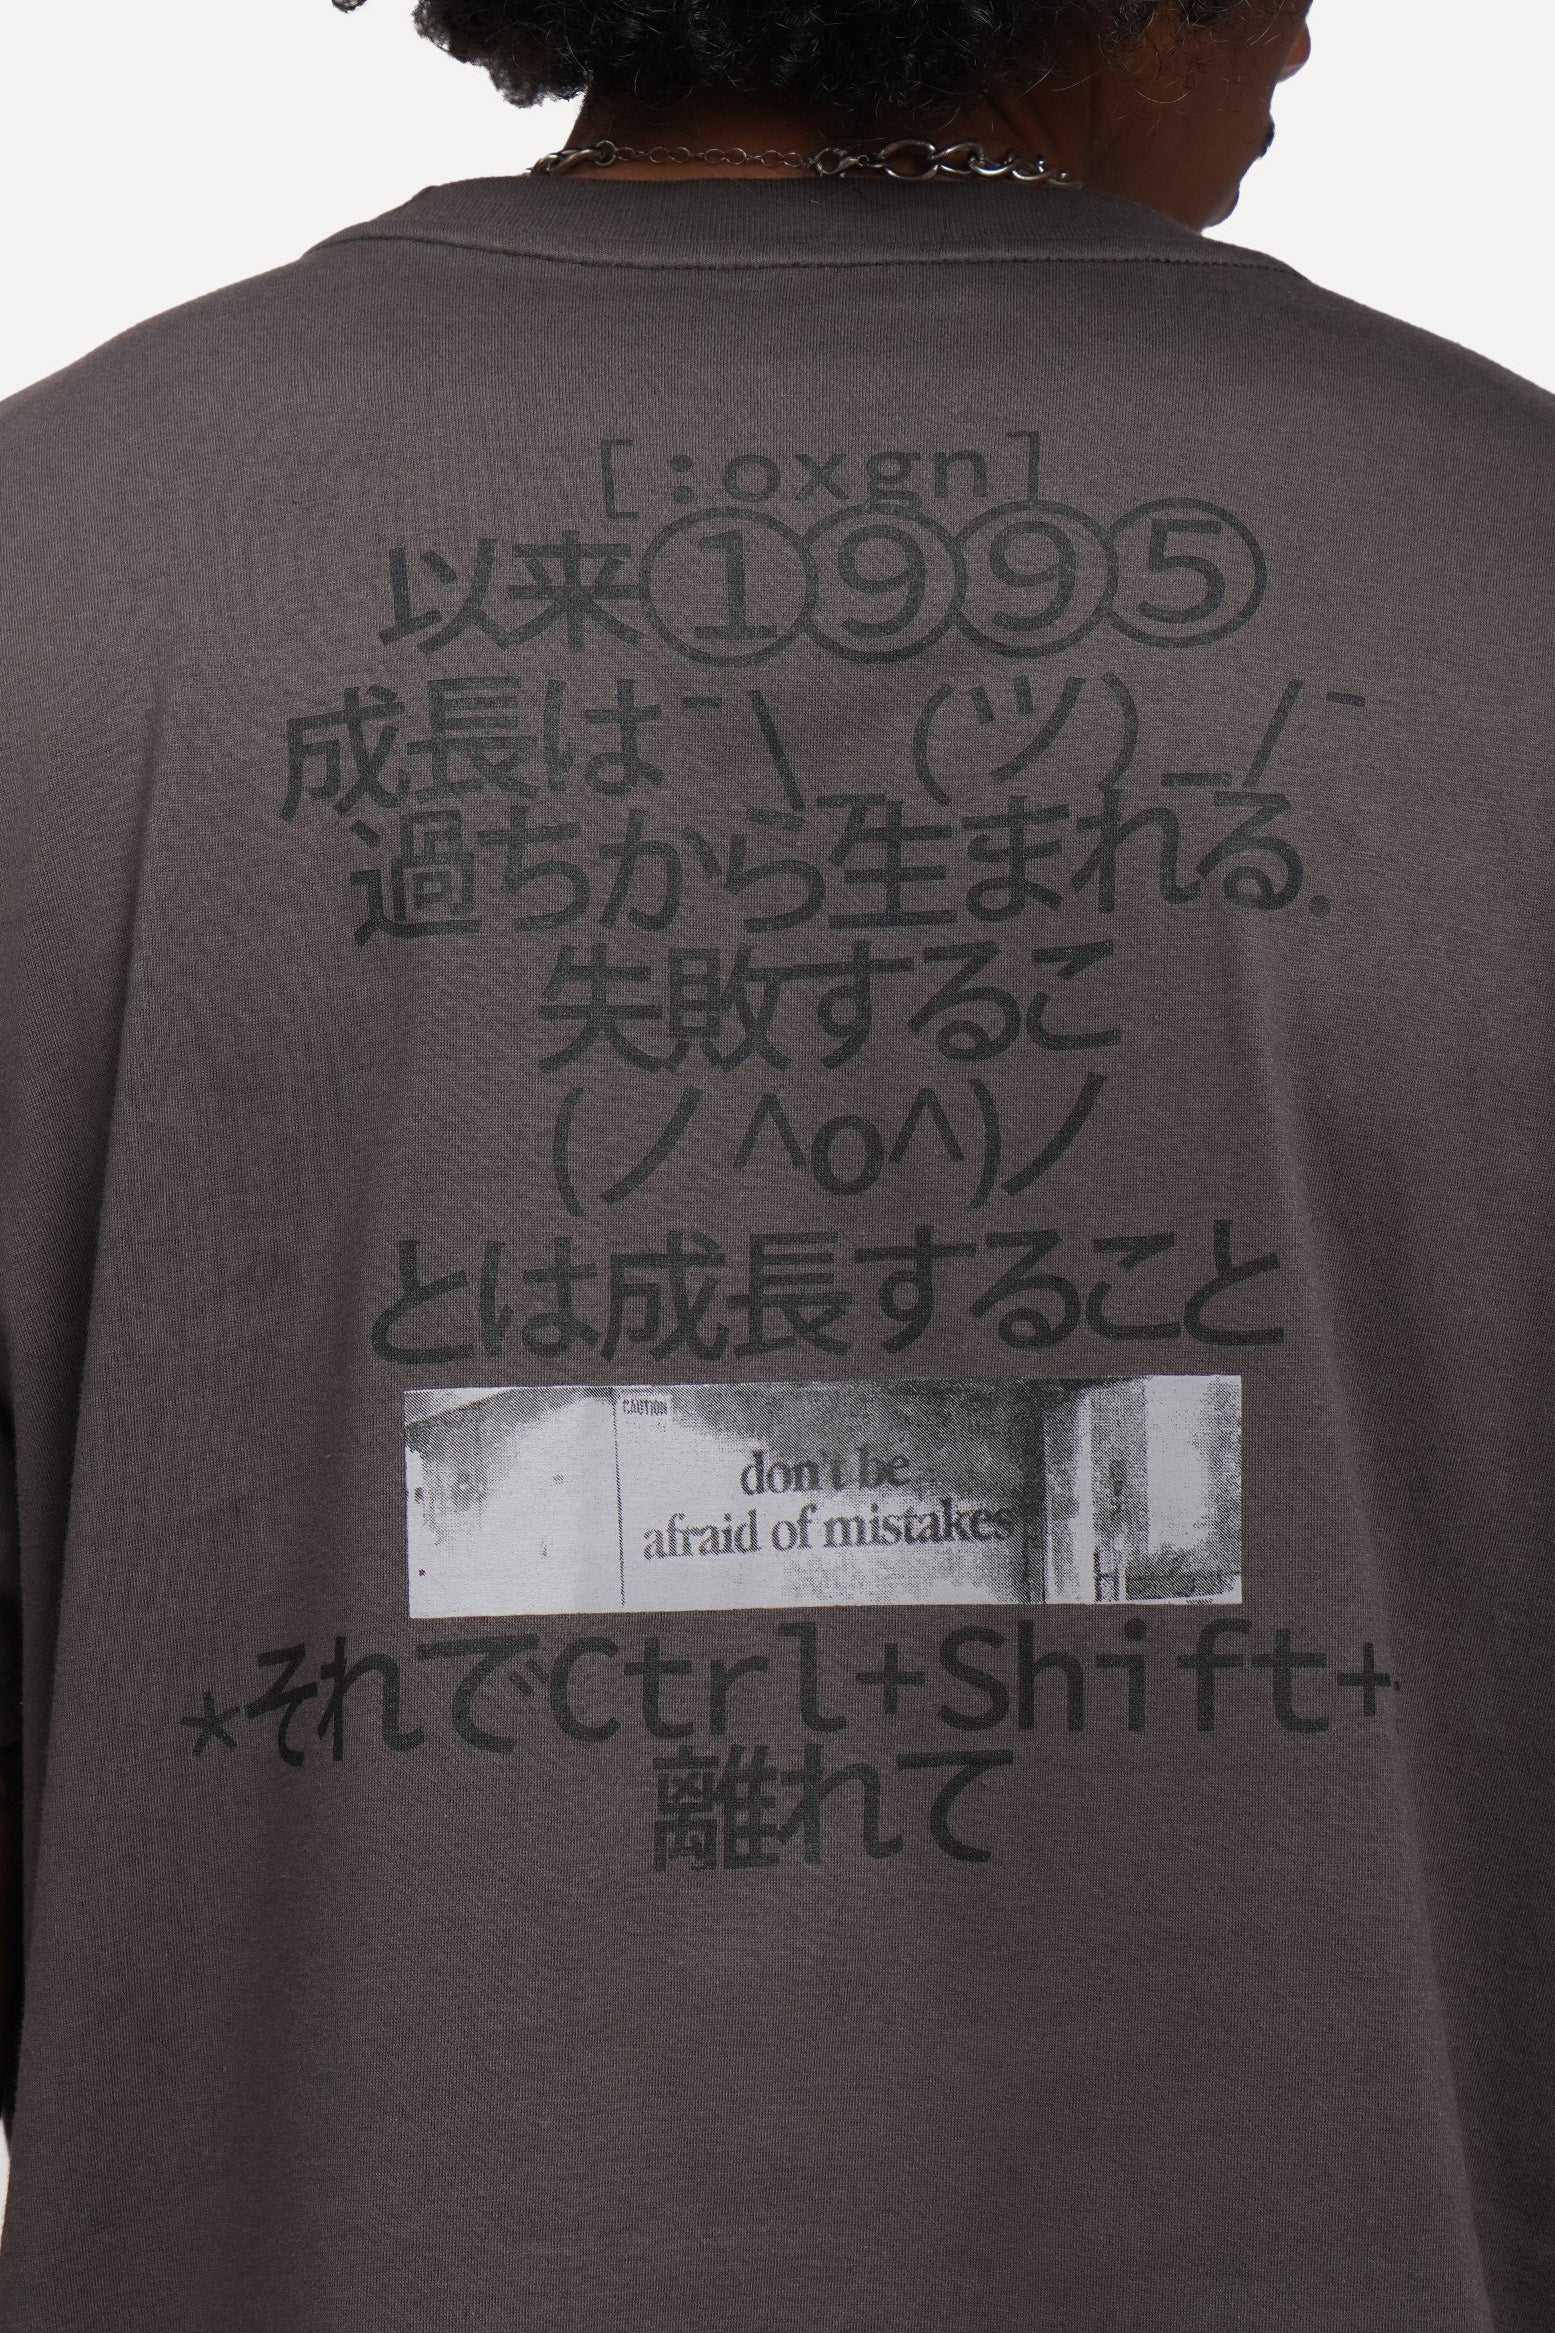 [:oxgn]
以来①⑨⑨⑤
成長は¯\_(ツ)_/¯
過ちから生まれる.
失敗するこ
(ノ^o^)ノ
とは成長すること
CAUTION
don't be
afraid of mistakes
*それでCtrl+Shift+
離れて